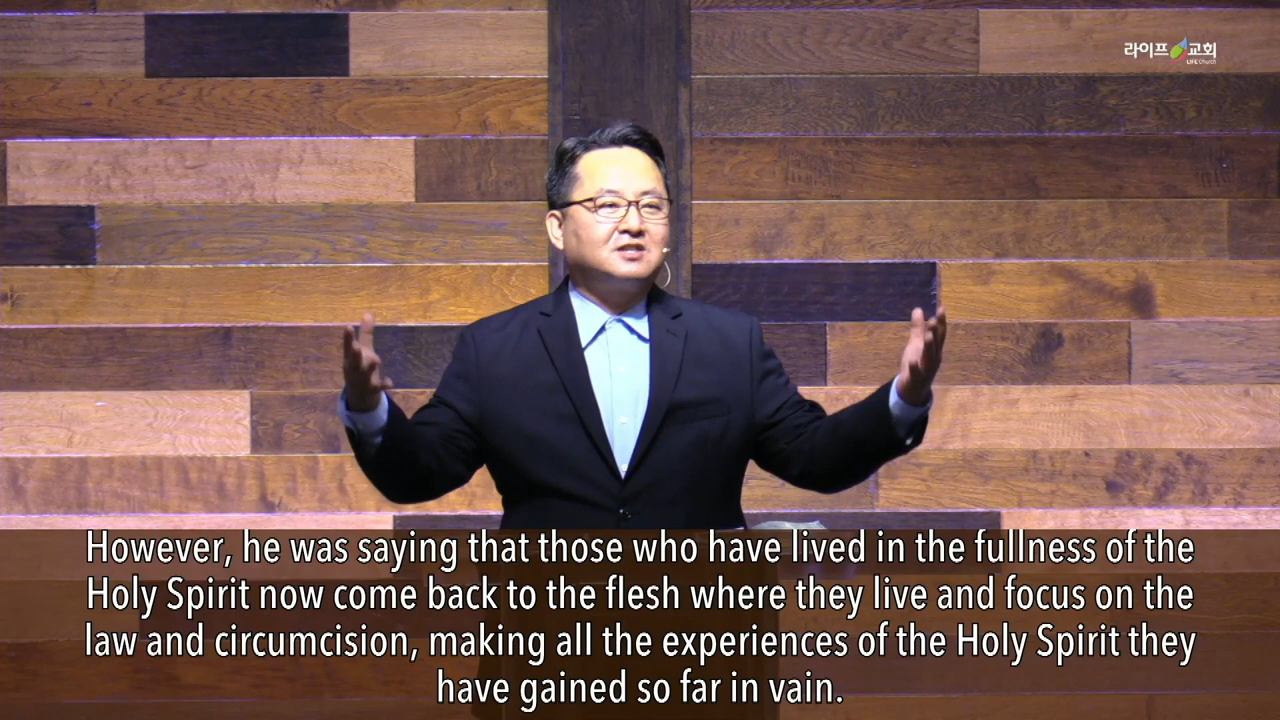 라이프 교회
LIFE Church
However, he was saying that those who have lived in the fullness of the
Holy Spirit now come back to the flesh where they live and focus on the
law and circumcision, making all the experiences of the Holy Spirit they
have gained so far in vain.